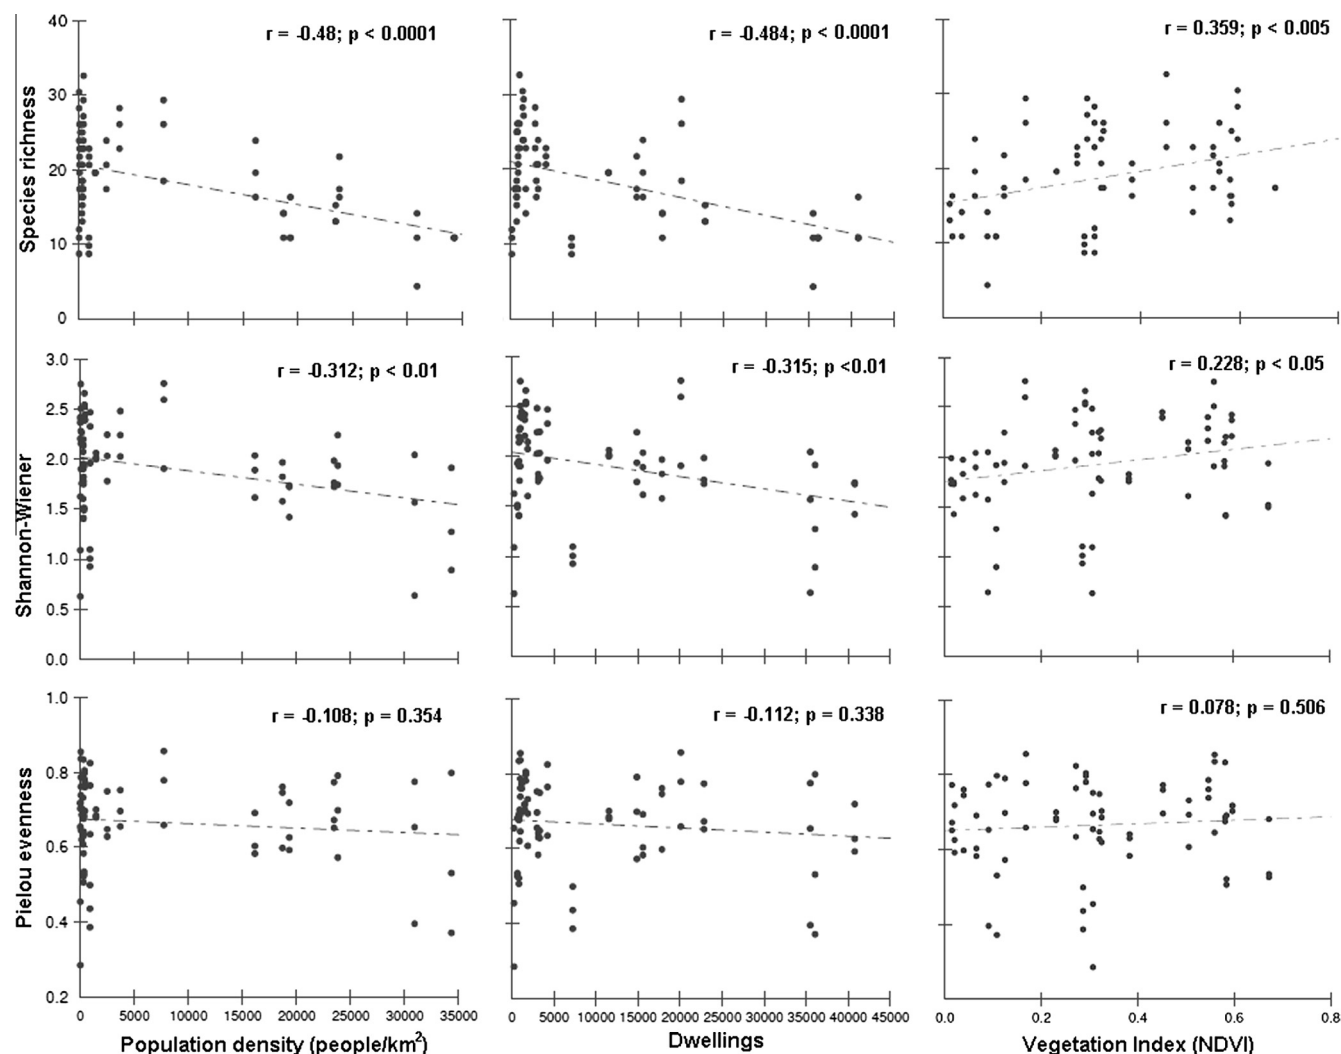 r = -0.48; p < 0.0001
r = -0.484; p < 0.0001
r = 0.359; p < 0.005
Species richness
40
30
20
10
0
r = -0.312; p < 0.01
r = -0.315; p <0.01
r = 0.228; p < 0.05
Shannon-Wiener
3.0
2.5
2.0
1.5
1.0
0.5
0.0
r = -0.108; p = 0.354
r = -0.112; p = 0.338
r = 0.078; p = 0.506
Pielou evenness
1.0
0.8
0.6
0.4
0.2
0 5000 10000 15000 20000 25000 30000 35000
0 5000 10000 15000 20000 25000 30000 35000 40000 45000
0.0 0.2 0.4 0.6 0.8
Population density (people/km²)
Dwellings
Vegetation Index (NDVI)